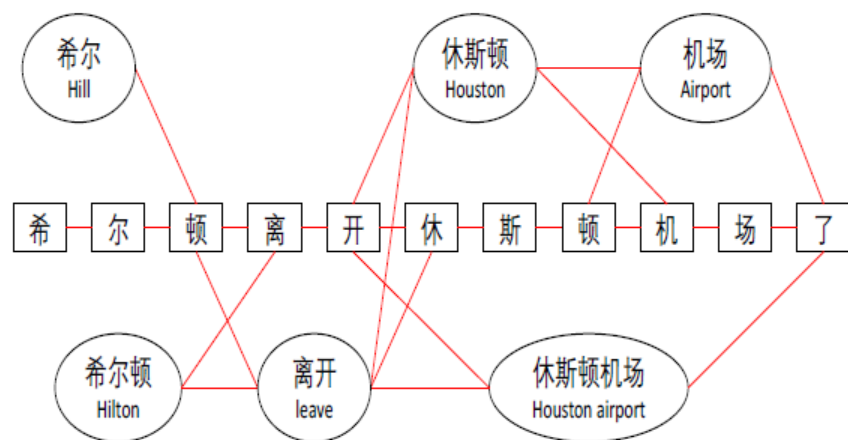 希尔
Hill
休斯顿
Houston
机场
Airport
希 尔 顿 离 开 休 斯 顿 机 场 了
希尔顿
Hilton
离开
leave
休斯顿机场
Houston airport